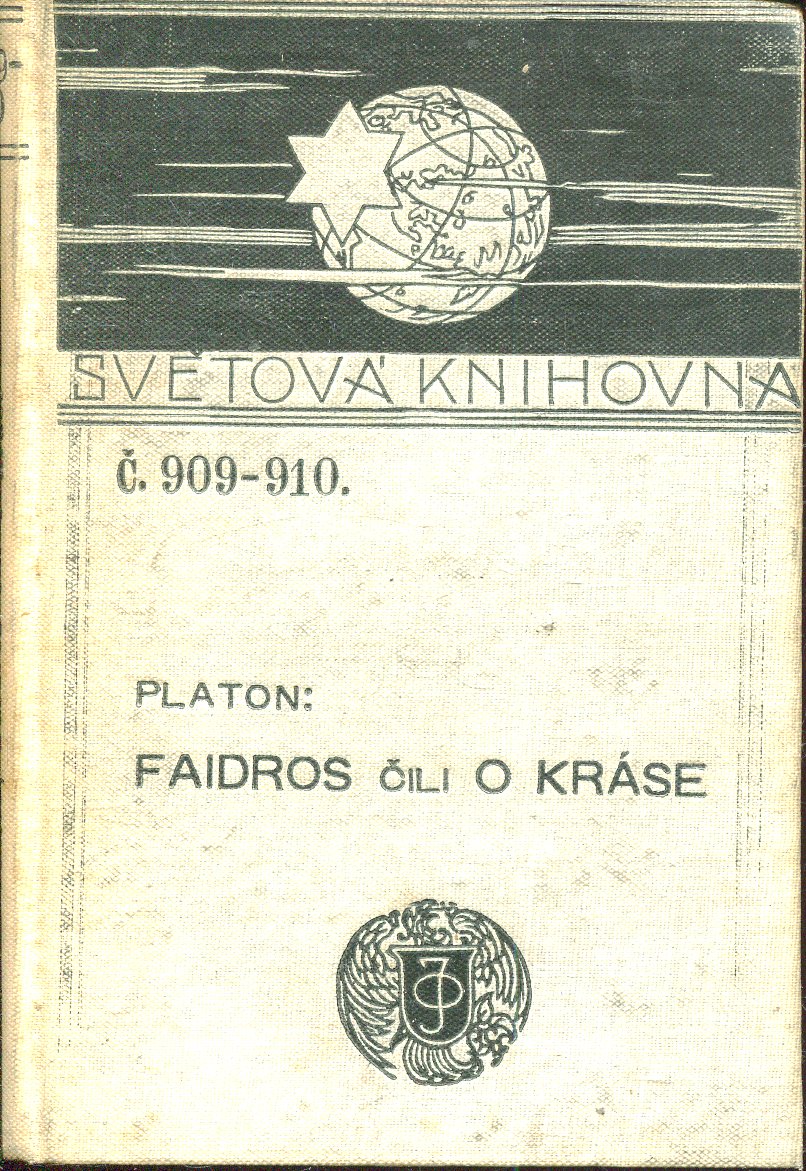 SVĚTOVÁ KNIHOVNA
Č. 909-910.
PLATON:
FAIDROS ČILI O KRÁSE